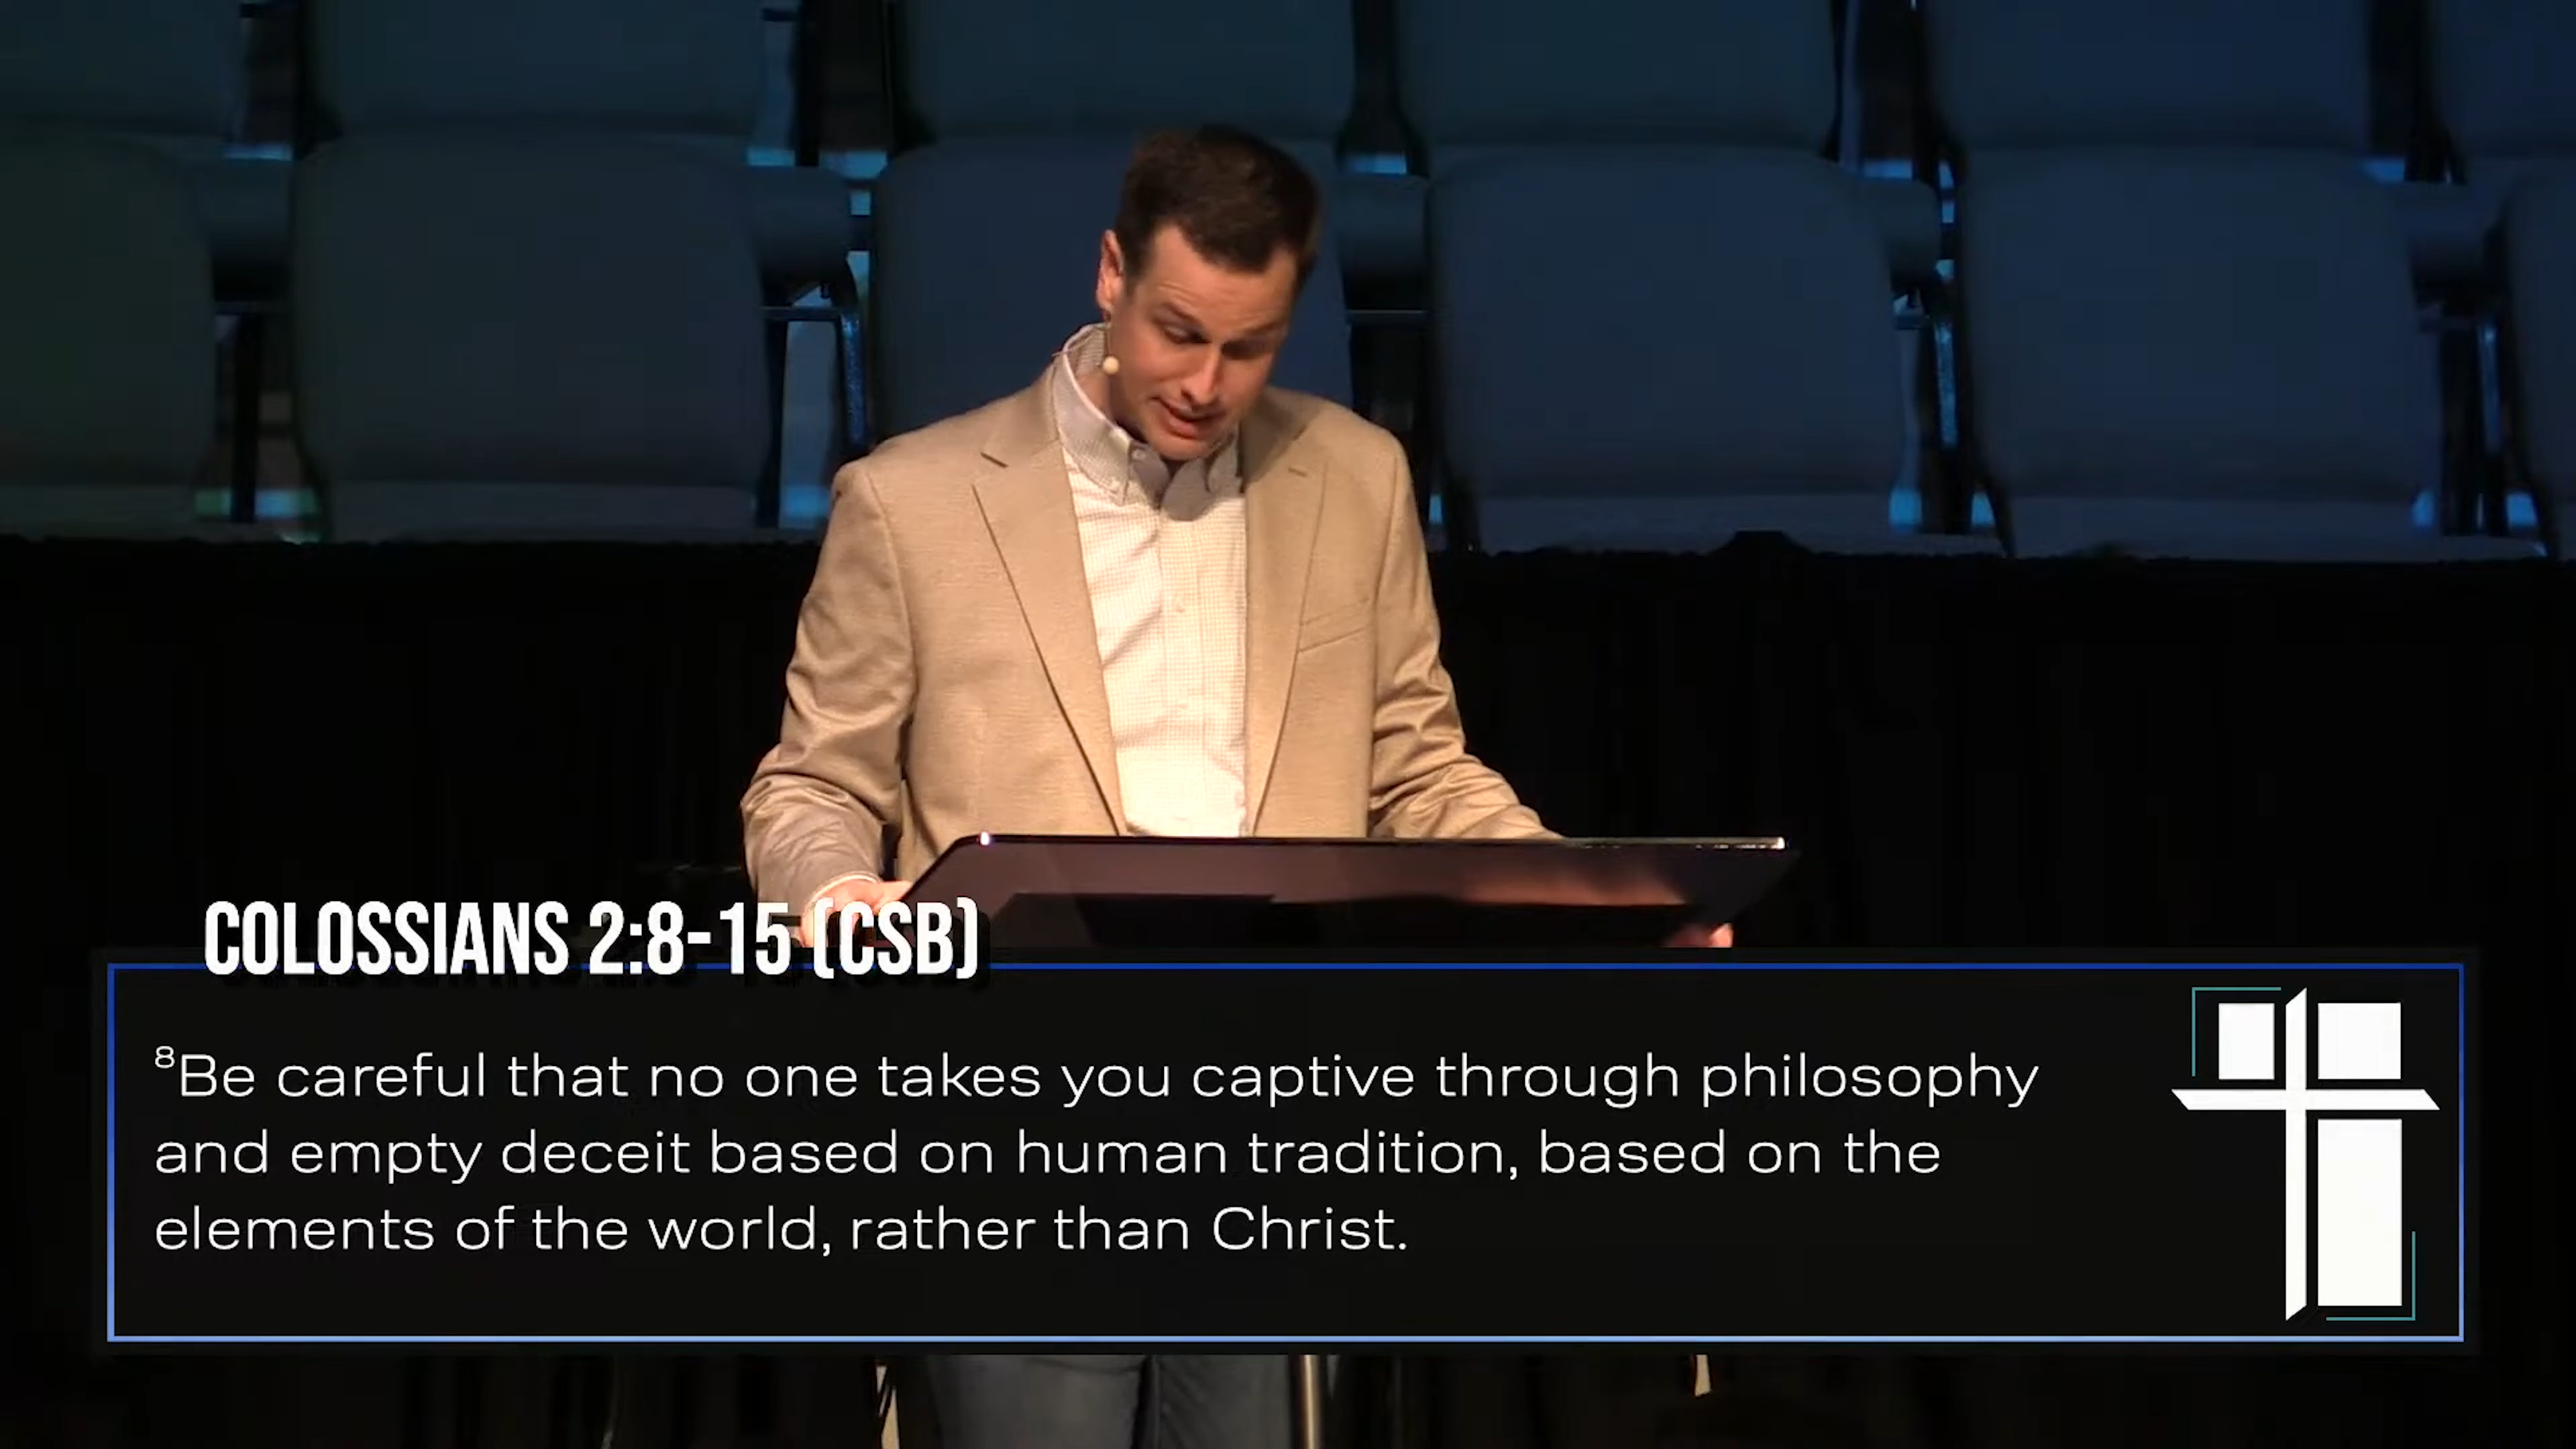 COLOSSIANS 2:8-15 (CSB)
⁸Be careful that no one takes you captive through philosophy
and empty deceit based on human tradition, based on the
elements of the world, rather than Christ.